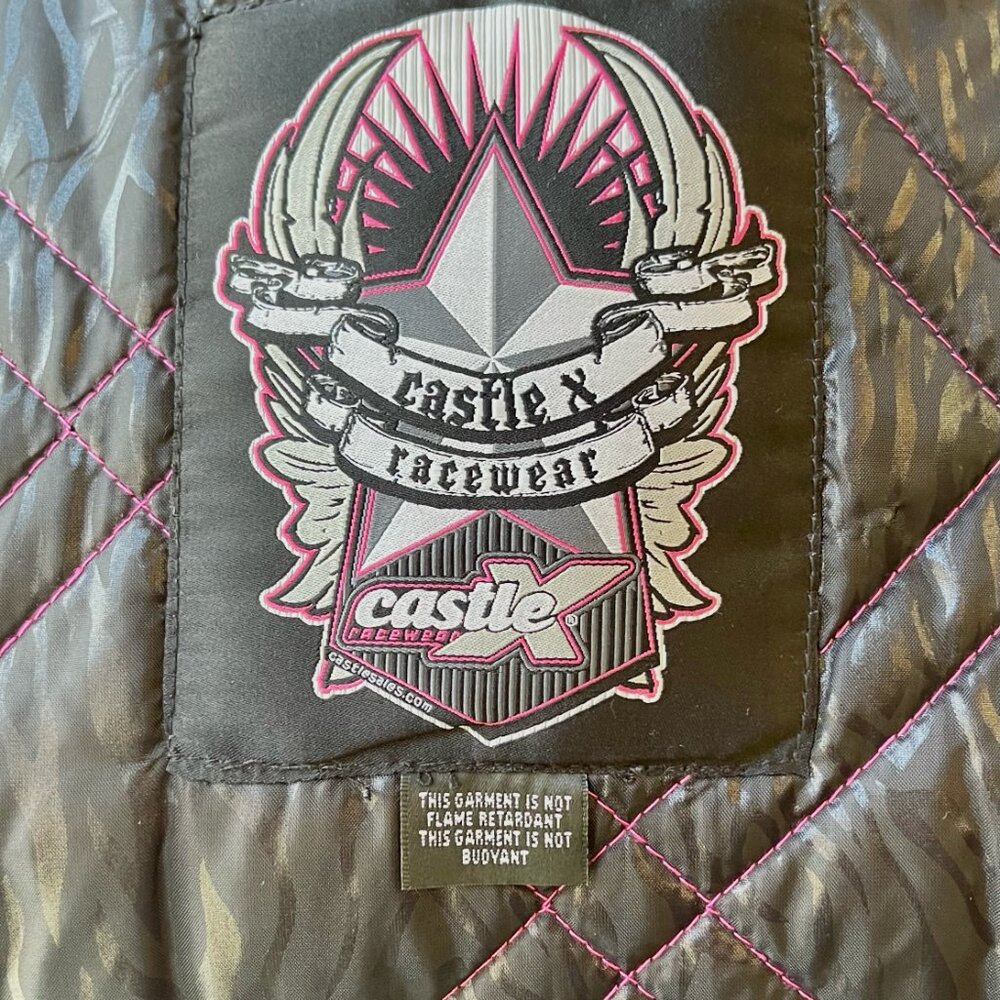 castle x
racewear
castle X®
RACEWEAR
castlesales.com
THIS GARMENT IS NOT
FLAME RETARDANT
THIS GARMENT IS NOT
BUOYANT